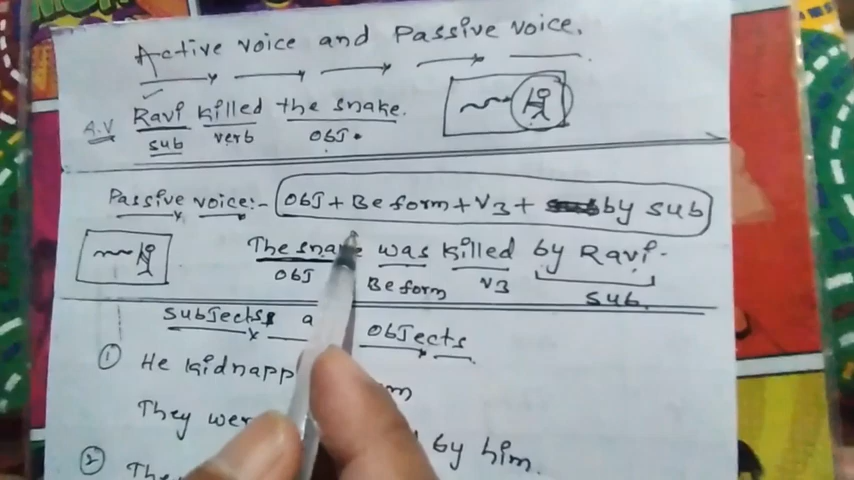 Active voice and Passive voice.
A.V Ravi killed the snake.
sub verb obj.
Passive voice:- obj + Be form + V3 + by sub
The snake was killed by Ravi.
obj Be form V3 sub.
subjects objects
① He
They by him.
②